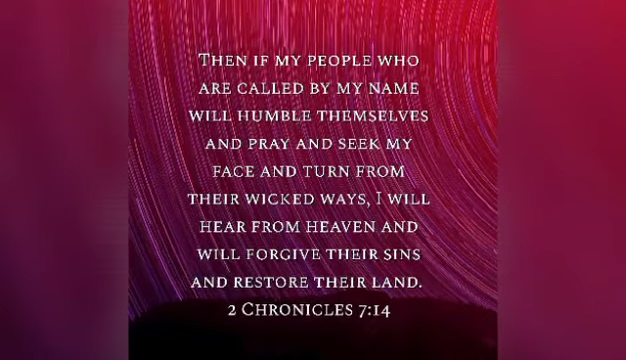 Then if my people who
are called by my name
will humble themselves
and pray and seek my
face and turn from
their wicked ways, I will
hear from heaven and
will forgive their sins
and restore their land.
2 Chronicles 7:14